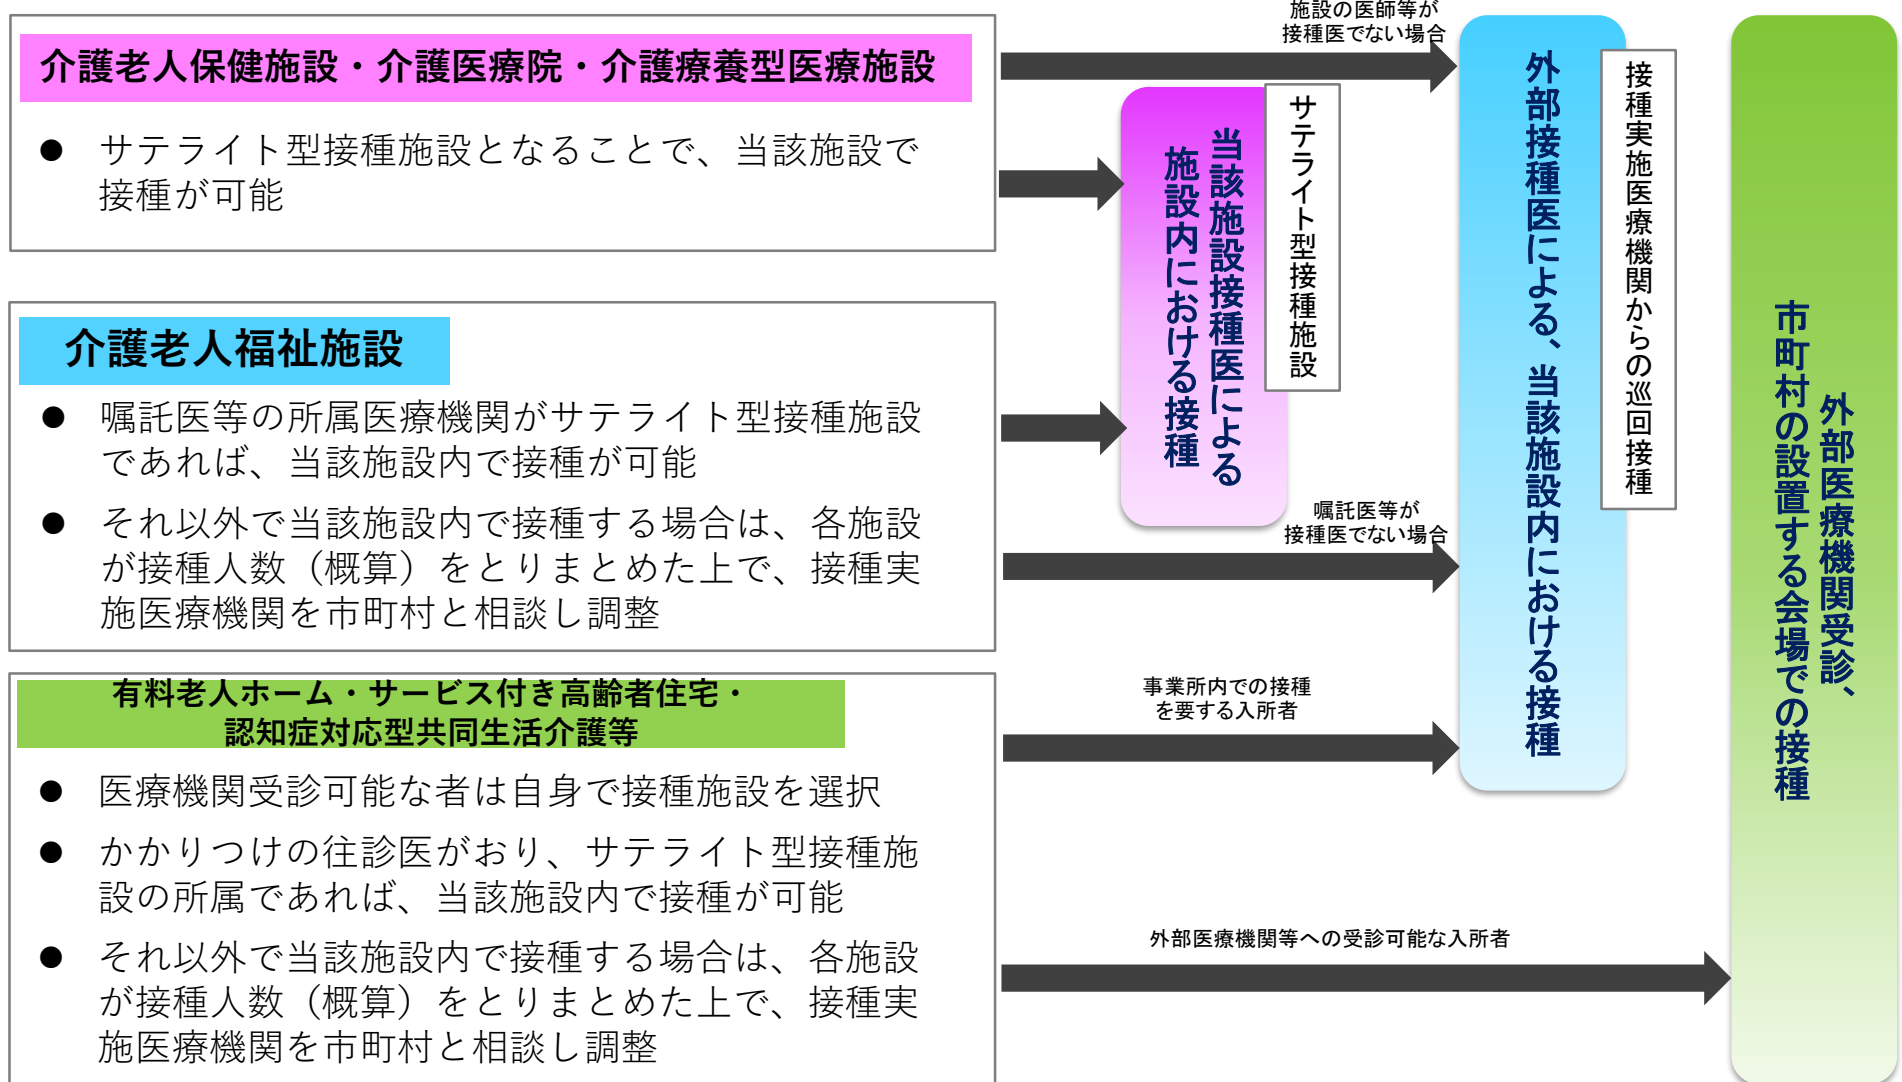 介護老人保健施設・介護医療院・介護療養型医療施設
● サテライト型接種施設となることで、当該施設で
接種が可能
介護老人福祉施設
● 嘱託医等の所属医療機関がサテライト型接種施設
であれば、当該施設内で接種が可能
● それ以外で当該施設内で接種する場合は、各施設
が接種人数（概算）をとりまとめた上で、接種実
施医療機関を市町村と相談し調整
有料老人ホーム・サービス付き高齢者住宅・
認知症対応型共同生活介護等
● 医療機関受診可能な者は自身で接種施設を選択
● かかりつけの往診医がおり、サテライト型接種施
設の所属であれば、当該施設内で接種が可能
● それ以外で当該施設内で接種する場合は、各施設
が接種人数（概算）をとりまとめた上で、接種実
施医療機関を市町村と相談し調整
施設の医師等が
接種医でない場合
嘱託医等が
接種医でない場合
事業所内での接種
を要する入所者
外部医療機関等への受診可能な入所者
当該施設接種医による
施設内における接種
サテライト型接種施設
外部接種医による、当該施設内における接種
接種実施医療機関からの巡回接種
外部医療機関受診、
市町村の設置する会場での接種